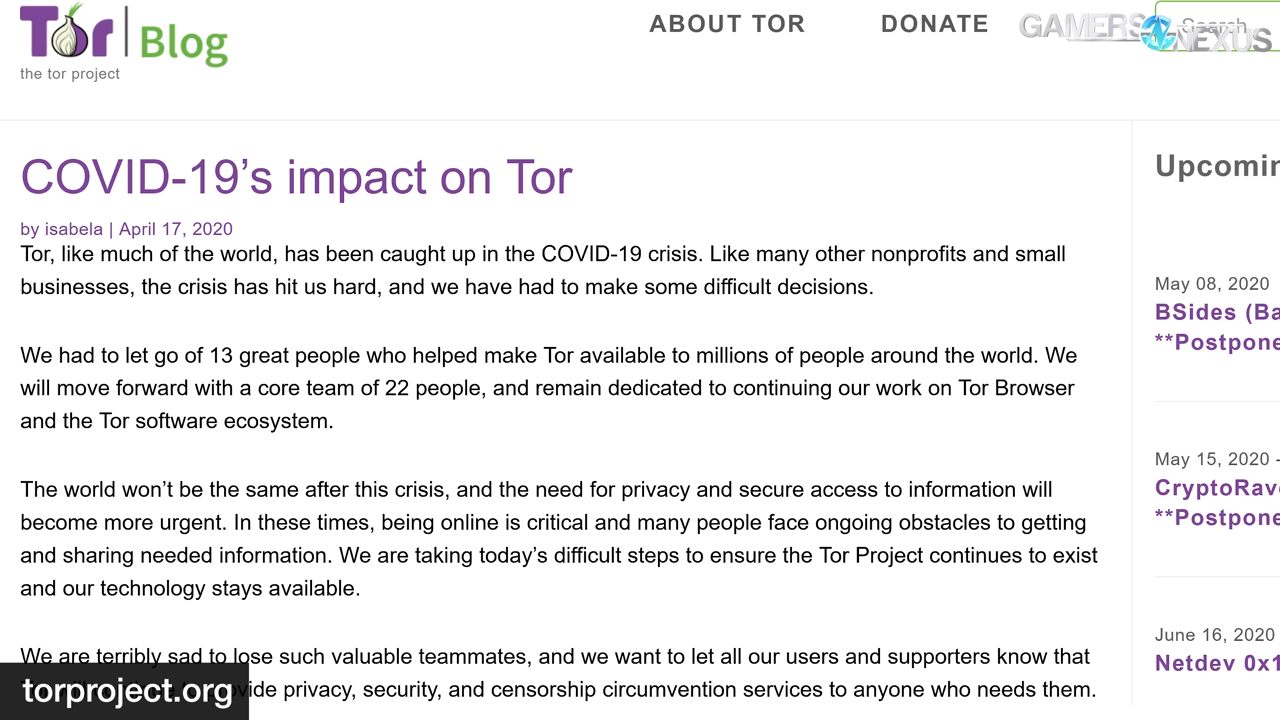 Tor Blog
the tor project
ABOUT TOR
DONATE
GAMERS NEXUS
Search
COVID-19’s impact on Tor
by isabela | April 17, 2020
Tor, like much of the world, has been caught up in the COVID-19 crisis. Like many other nonprofits and small
businesses, the crisis has hit us hard, and we have had to make some difficult decisions.
We had to let go of 13 great people who helped make Tor available to millions of people around the world. We
will move forward with a core team of 22 people, and remain dedicated to continuing our work on Tor Browser
and the Tor software ecosystem.
The world won’t be the same after this crisis, and the need for privacy and secure access to information will
become more urgent. In these times, being online is critical and many people face ongoing obstacles to getting
and sharing needed information. We are taking today’s difficult steps to ensure the Tor Project continues to exist
and our technology stays available.
We are terribly sad to lose such valuable teammates, and we want to let all our users and supporters know that
privacy, security, and censorship circumvention services to anyone who needs them.
torproject.org
Upcomin
May 08, 2020
BSides (Ba
**Postpone
May 15, 2020 -
CryptoRav
**Postpone
June 16, 2020
Netdev 0x1